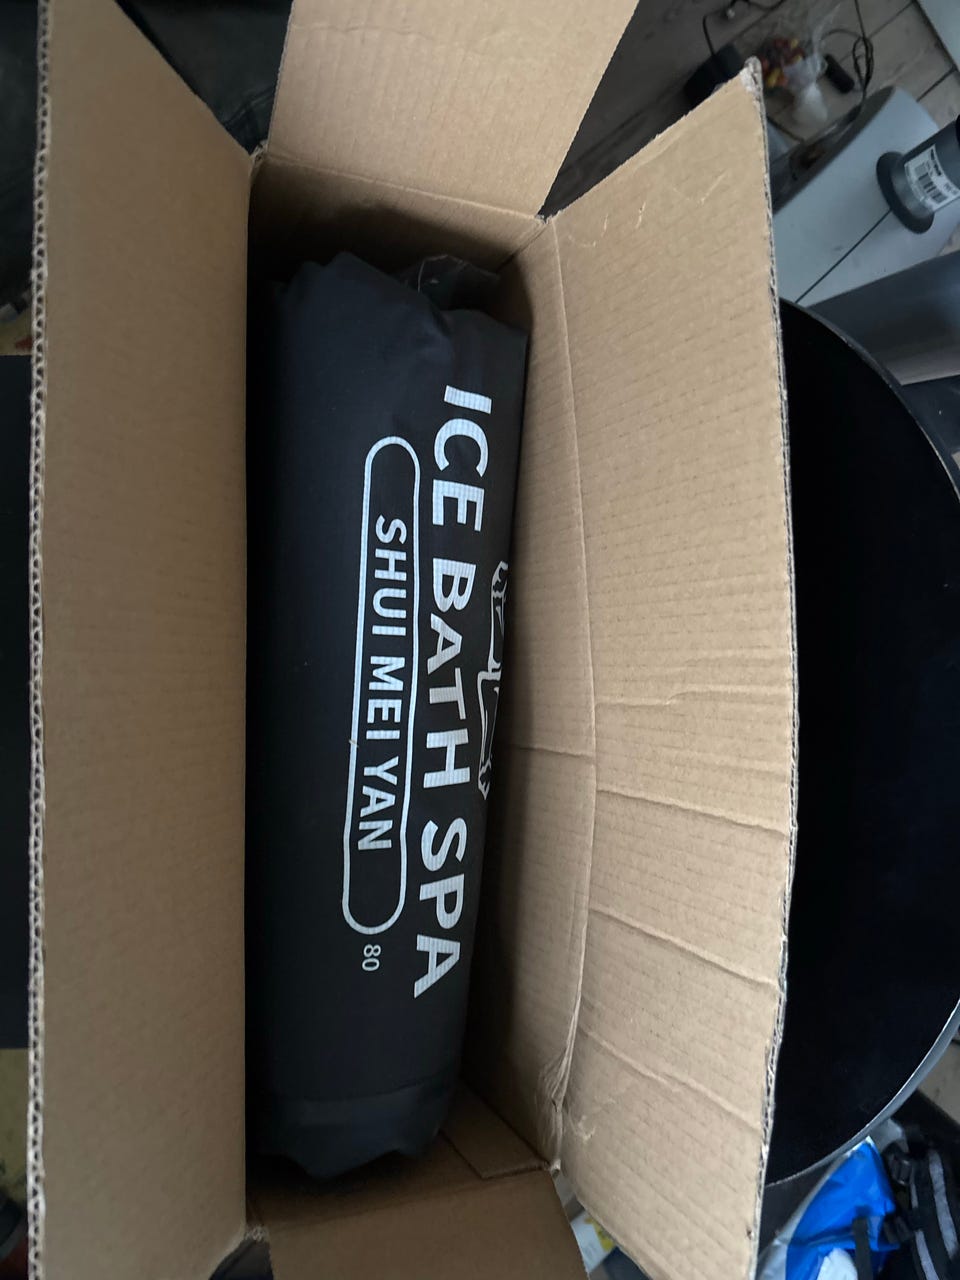 ICE BATH SPA
SHUI MEI YAN
80